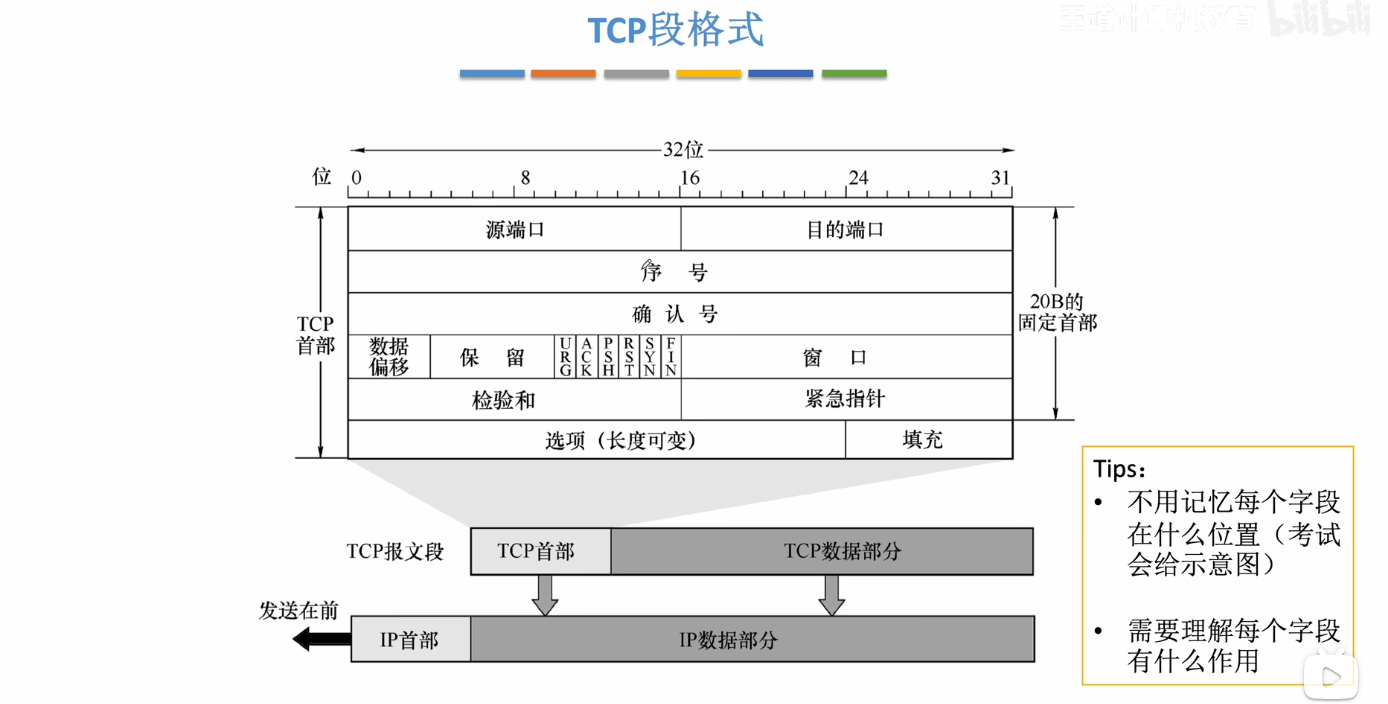 TCP段格式
王道计算机教育 bilibili
32位
位 0 8 16 24 31
源端口 目的端口
序 号
确 认 号
TCP
首部
20B的
固定首部
数据
偏移
保 留
URG
ACK
PSH
RST
SYN
FIN
窗 口
检验和 紧急指针
选项（长度可变） 填充
TCP报文段 TCP首部 TCP数据部分
发送在前
IP首部 IP数据部分
Tips：
• 不用记忆每个字段
在什么位置（考试
会给示意图）
• 需要理解每个字段
有什么作用